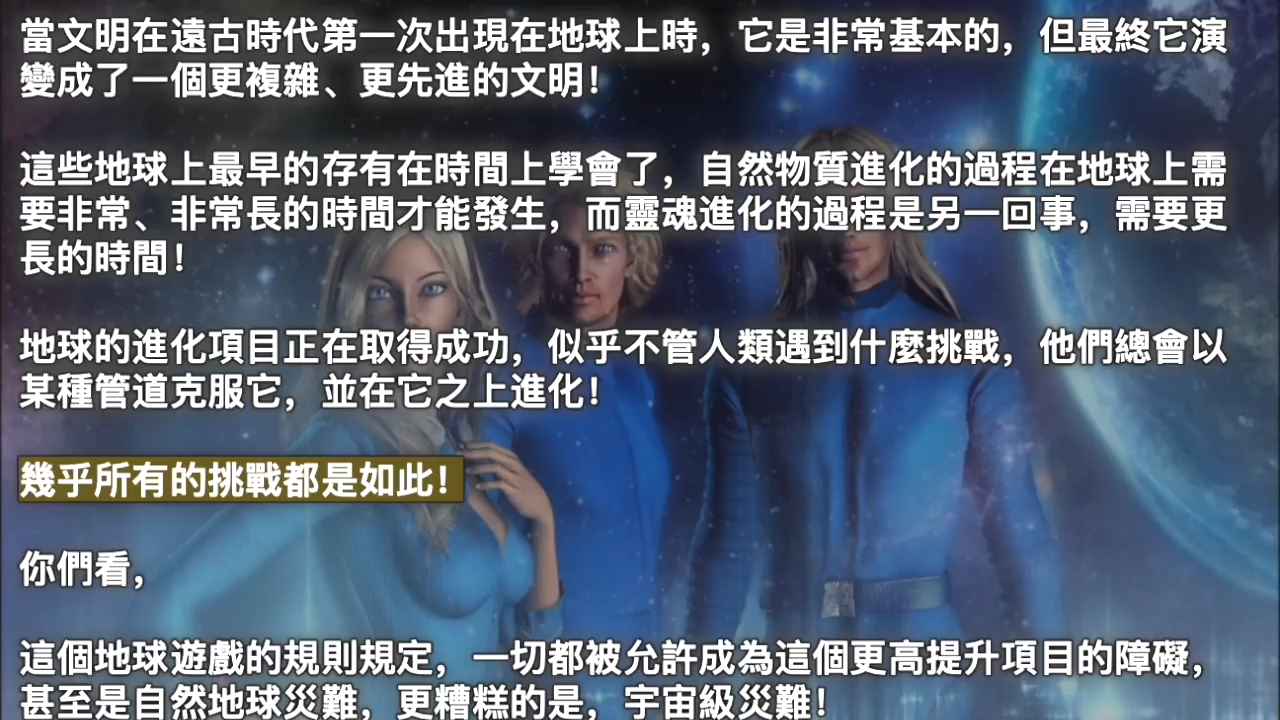 當文明在遠古時代第一次出現在地球上時，它是非常基本的，但最終它演
變成了一個更複雜、更先進的文明！
這些地球上最早的存有在時間上學會了，自然物質進化的過程在地球上需
要非常、非常長的時間才能發生，而靈魂進化的過程是另一回事，需要更
長的時間！
地球的進化項目正在取得成功，似乎不管人類遇到什麼挑戰，他們總會以
某種管道克服它，並在它之上進化！
幾乎所有的挑戰都是如此！
你們看，
這個地球遊戲的規則規定，一切都被允許成為這個更高提升項目的障礙，
甚至是自然地球災難，更糟糕的是，宇宙級災難！